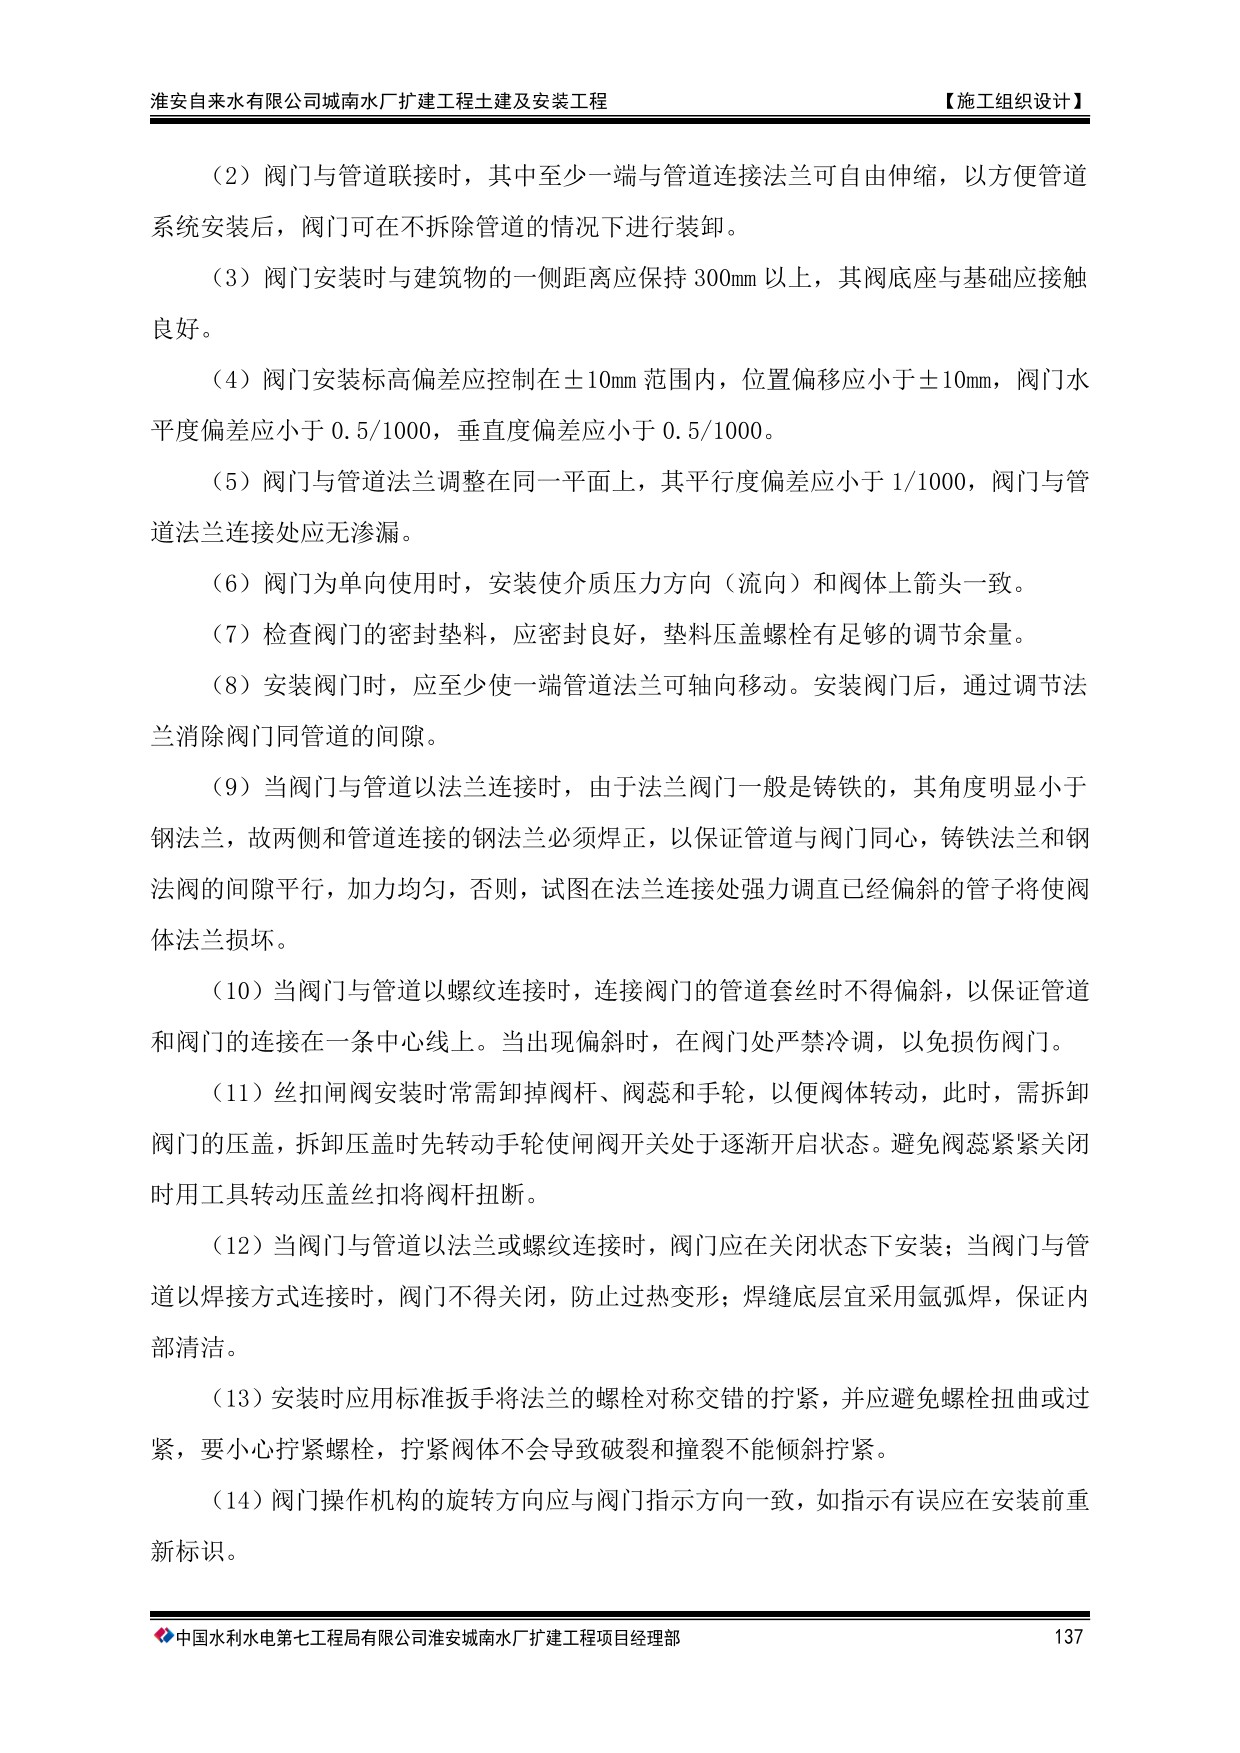 淮安自来水有限公司城南水厂扩建工程土建及安装工程 【施工组织设计】
（2）阀门与管道联接时，其中至少一端与管道连接法兰可自由伸缩，以方便管道
系统安装后，阀门可在不拆除管道的情况下进行装卸。
（3）阀门安装时与建筑物的一侧距离应保持 300mm 以上，其阀底座与基础应接触
良好。
（4）阀门安装标高偏差应控制在±10mm 范围内，位置偏移应小于±10mm，阀门水
平度偏差应小于 0.5/1000，垂直度偏差应小于 0.5/1000。
（5）阀门与管道法兰调整在同一平面上，其平行度偏差应小于 1/1000，阀门与管
道法兰连接处应无渗漏。
（6）阀门为单向使用时，安装使介质压力方向（流向）和阀体上箭头一致。
（7）检查阀门的密封垫料，应密封良好，垫料压盖螺栓有足够的调节余量。
（8）安装阀门时，应至少使一端管道法兰可轴向移动。安装阀门后，通过调节法
兰消除阀门同管道的间隙。
（9）当阀门与管道以法兰连接时，由于法兰阀门一般是铸铁的，其角度明显小于
钢法兰，故两侧和管道连接的钢法兰必须焊正，以保证管道与阀门同心，铸铁法兰和钢
法阀的间隙平行，加力均匀，否则，试图在法兰连接处强力调直已经偏斜的管子将使阀
体法兰损坏。
（10）当阀门与管道以螺纹连接时，连接阀门的管道套丝时不得偏斜，以保证管道
和阀门的连接在一条中心线上。当出现偏斜时，在阀门处严禁冷调，以免损伤阀门。
（11）丝扣闸阀安装时常需卸掉阀杆、阀蕊和手轮，以便阀体转动，此时，需拆卸
阀门的压盖，拆卸压盖时先转动手轮使闸阀开关处于逐渐开启状态。避免阀蕊紧紧关闭
时用工具转动压盖丝扣将阀杆扭断。
（12）当阀门与管道以法兰或螺纹连接时，阀门应在关闭状态下安装；当阀门与管
道以焊接方式连接时，阀门不得关闭，防止过热变形；焊缝底层宜采用氩弧焊，保证内
部清洁。
（13）安装时应用标准扳手将法兰的螺栓对称交错的拧紧，并应避免螺栓扭曲或过
紧，要小心拧紧螺栓，拧紧阀体不会导致破裂和撞裂不能倾斜拧紧。
（14）阀门操作机构的旋转方向应与阀门指示方向一致，如指示有误应在安装前重
新标识。
中国水利水电第七工程局有限公司淮安城南水厂扩建工程项目经理部 137